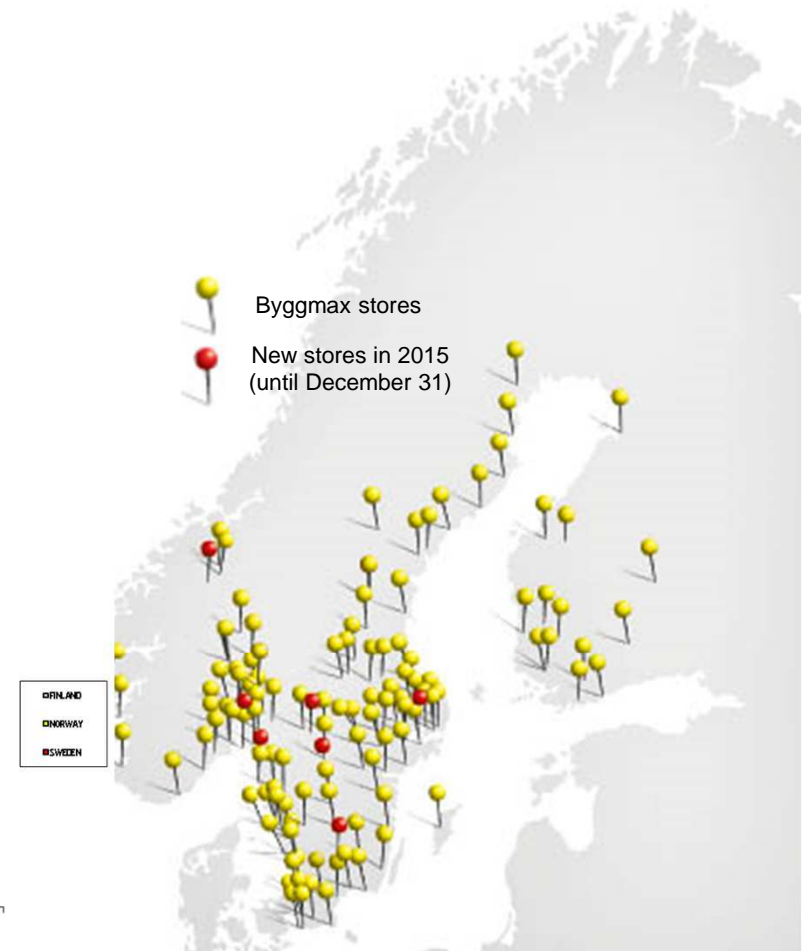 Byggmax stores
New stores in 2015
(until December 31)
FINLAND
NORWAY
SWEDEN